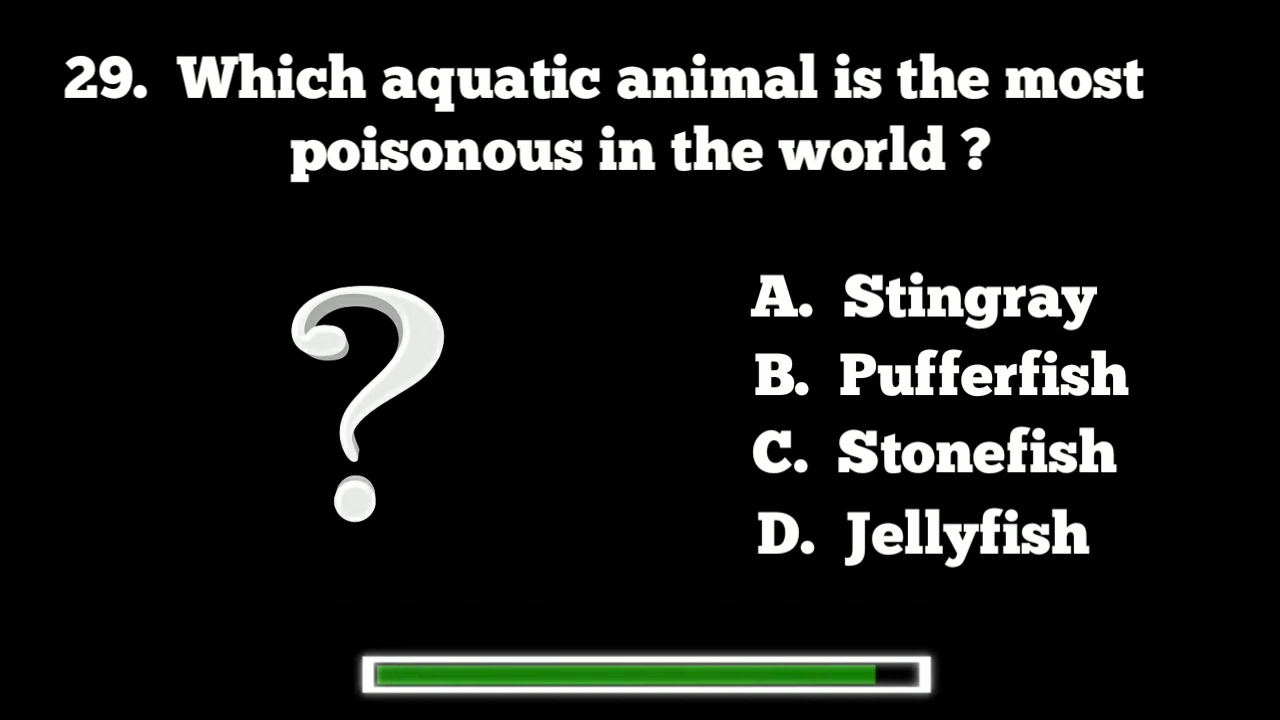 29. Which aquatic animal is the most
poisonous in the world ?
?
A. Stingray
B. Pufferfish
C. Stonefish
D. Jellyfish